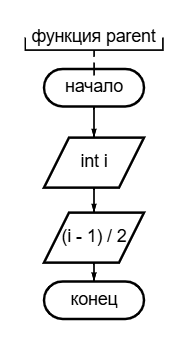 функция parent
начало
int i
(i - 1) / 2
конец